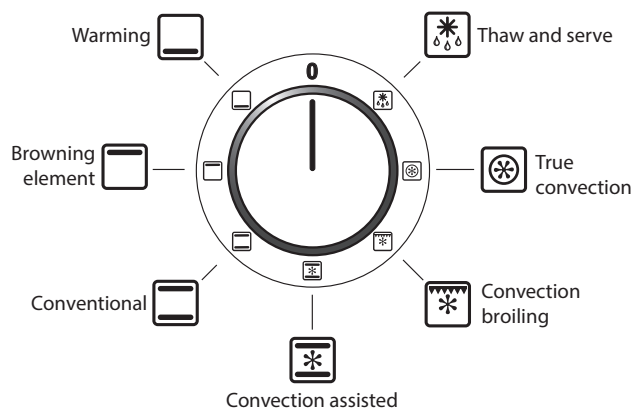 Warming
Thaw and serve
0
Browning
element
True
convection
Conventional
Convection
broiling
Convection assisted